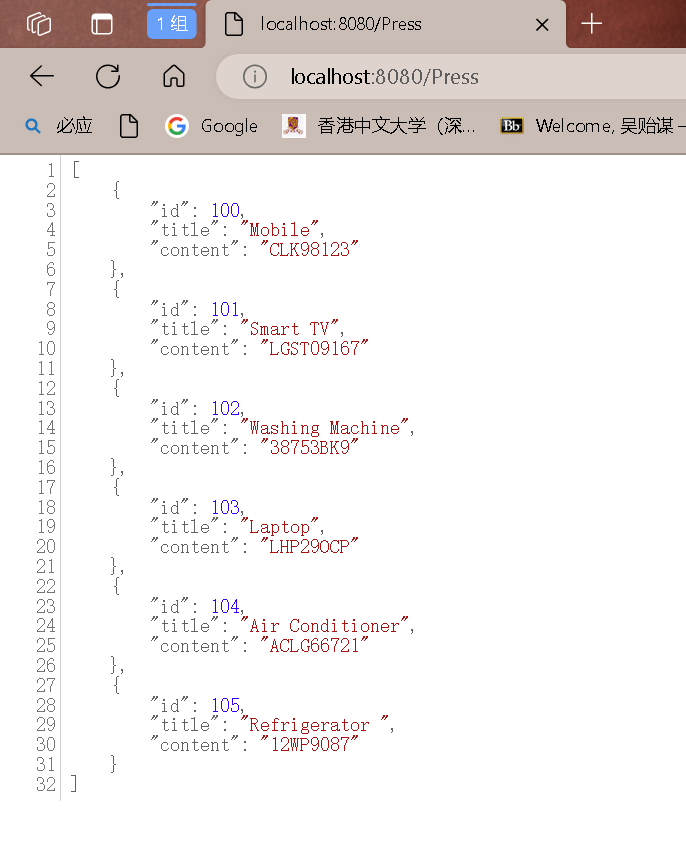 1 组
localhost:8080/Press
localhost:8080/Press
必应
Google
香港中文大学（深...
Bb
Welcome, 吴贻谋 –
1 [
2 {
3 "id": 100,
4 "title": "Mobile",
5 "content": "CLK98123"
6 },
7 {
8 "id": 101,
9 "title": "Smart TV",
10 "content": "LGST09167"
11 },
12 {
13 "id": 102,
14 "title": "Washing Machine",
15 "content": "38753BK9"
16 },
17 {
18 "id": 103,
19 "title": "Laptop",
20 "content": "LHP29OCP"
21 },
22 {
23 "id": 104,
24 "title": "Air Conditioner",
25 "content": "ACLG66721"
26 },
27 {
28 "id": 105,
29 "title": "Refrigerator ",
30 "content": "12WP9087"
31 }
32 ]